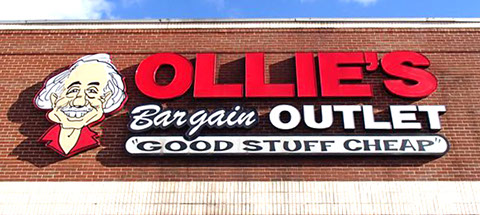 OLLIE'S
Bargain OUTLET
"GOOD STUFF CHEAP"